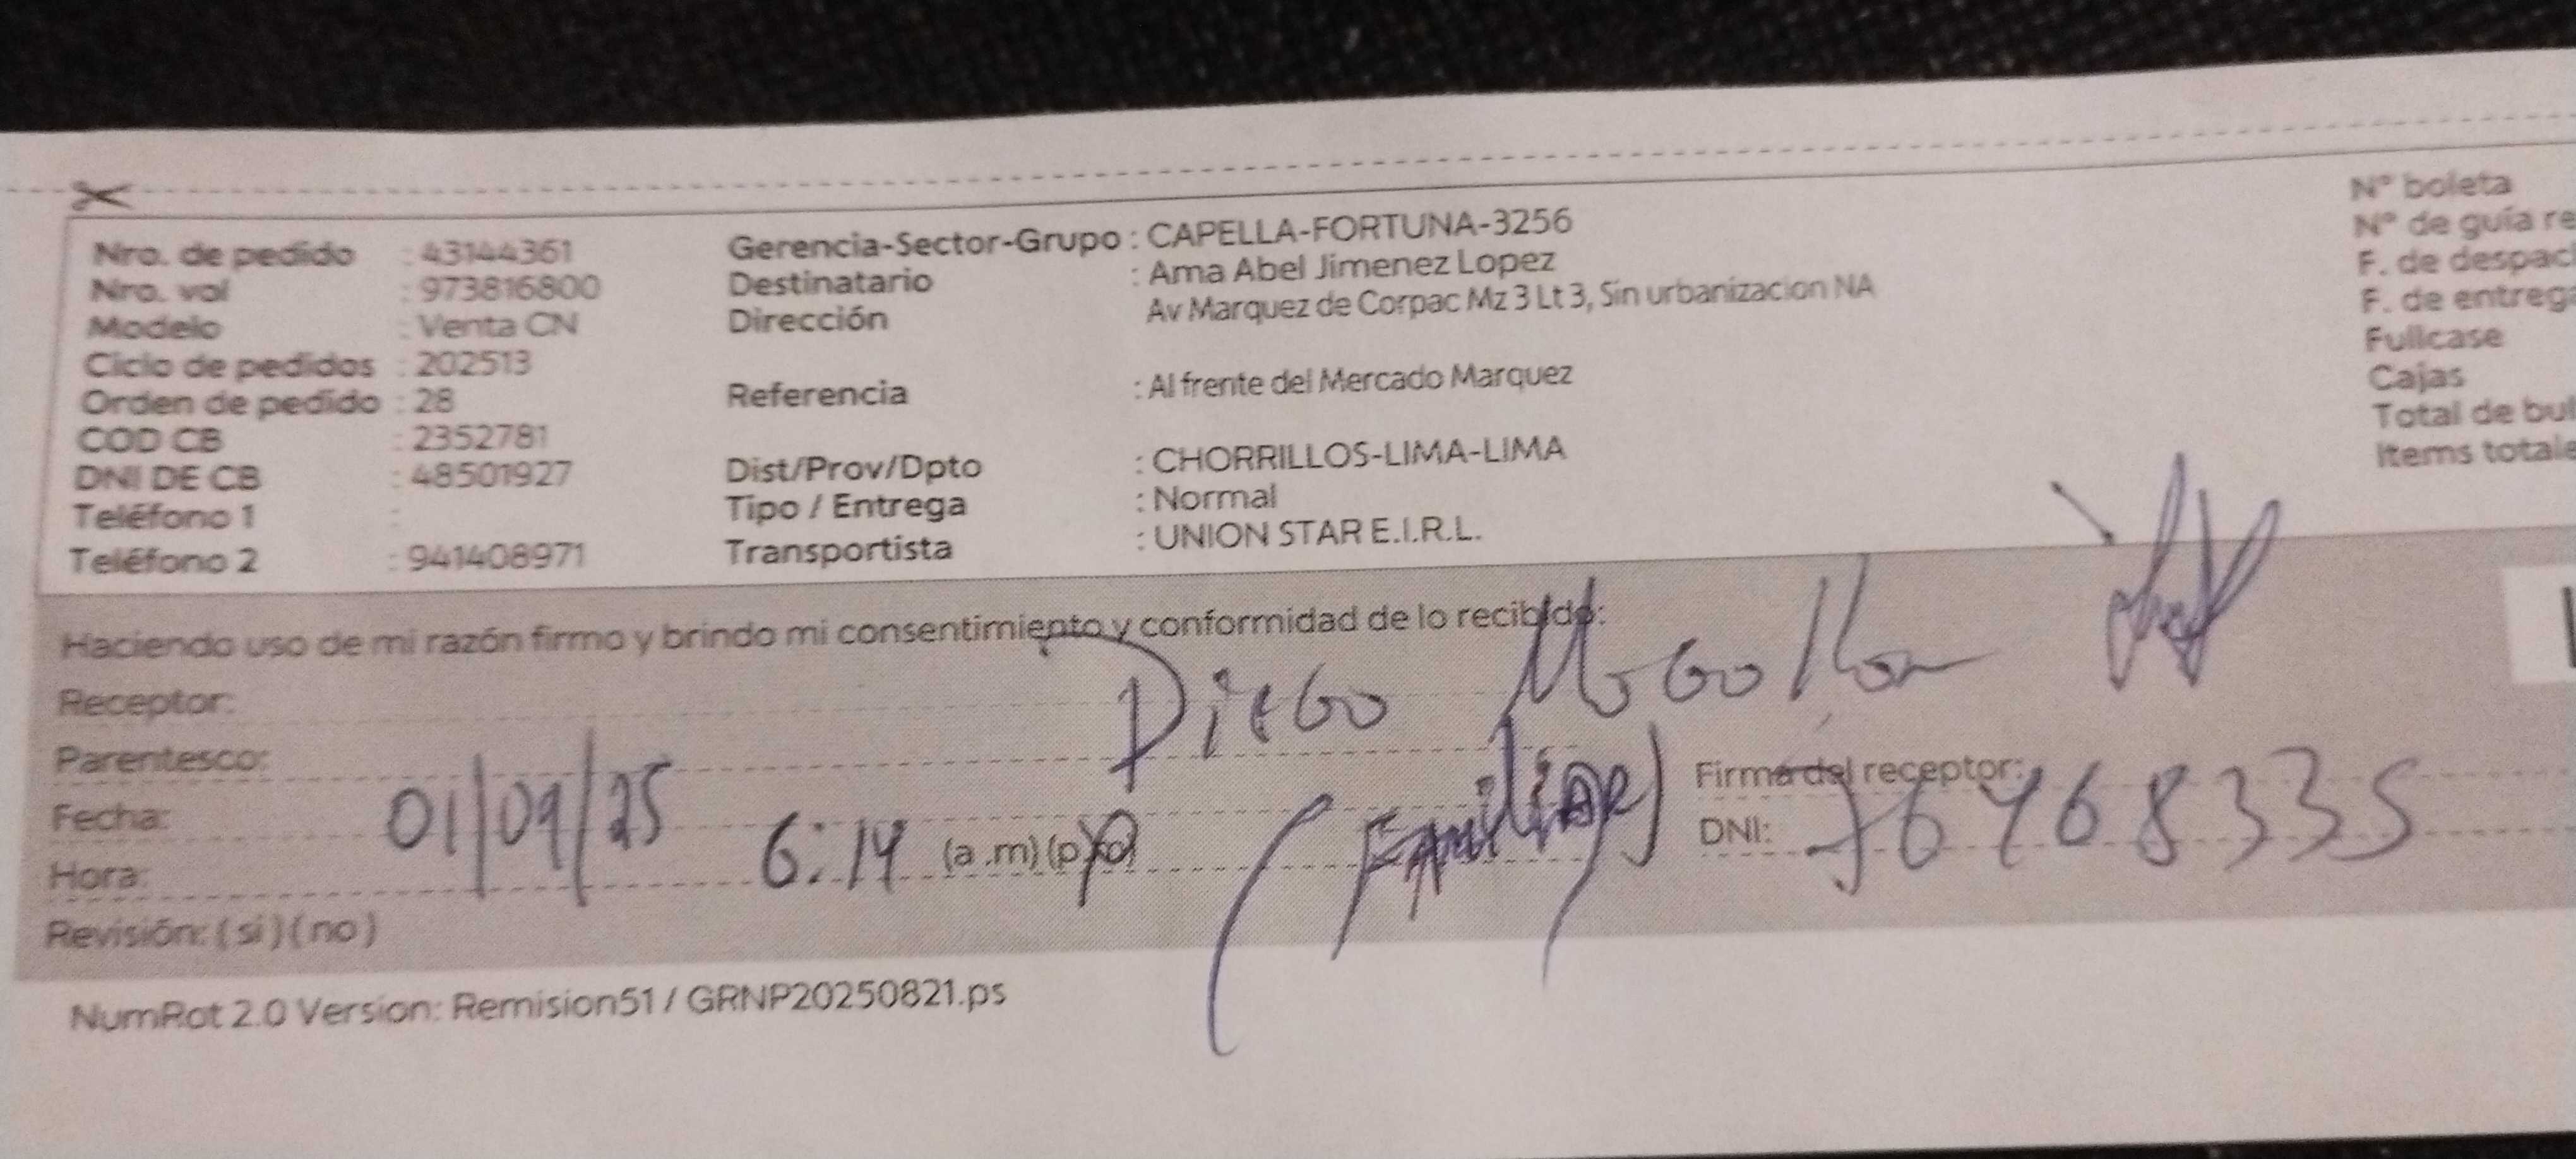 Nro. de pedido : 43144361
Nro. vol : 973816800
Modelo : Venta CN
Ciclo de pedidos : 202513
Orden de pedido : 28
COD CB : 2352781
DNI DE CB : 48501927
Teléfono 1 :
Teléfono 2 : 941408971
Gerencia-Sector-Grupo : CAPELLA-FORTUNA-3256
Destinatario : Ama Abel Jimenez Lopez
Dirección Av Marquez de Corpac Mz 3 Lt 3, Sin urbanizacion NA
Referencia : Al frente del Mercado Marquez
Dist/Prov/Dpto : CHORRILLOS-LIMA-LIMA
Tipo / Entrega : Normal
Transportista : UNION STAR E.I.R.L.
N° boleta
N° de guía re
F. de despac
F. de entreg
Fullcase
Cajas
Total de bul
Items totale
Haciendo uso de mi razón firmo y brindo mi consentimiento y conformidad de lo recibido:
Receptor: Diego Mogollon
Parentesco: (Familiar)
Fecha: 01/09/25
Hora: 6:14 (a .m) (p.m)
Revisión: ( si ) ( no )
Firma del receptor:
DNI: 76468335
NumRot 2.0 Version: Remision51 / GRNP20250821.ps